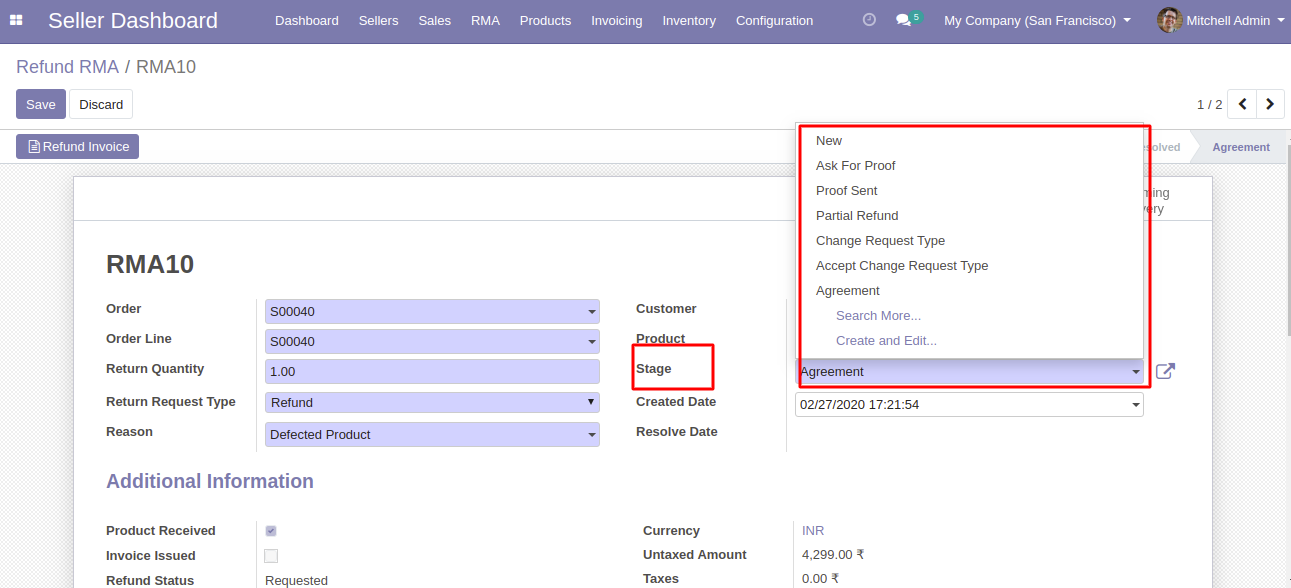 Seller Dashboard Dashboard Sellers Sales RMA Products Invoicing Inventory Configuration 5 My Company (San Francisco) Mitchell Admin
Refund RMA / RMA10
Save Discard 1 / 2
Refund Invoice Agreement
New
Ask For Proof
Proof Sent
Partial Refund
Change Request Type
Accept Change Request Type
Agreement
Search More...
Create and Edit...
RMA10
Order S00040 Customer
Order Line S00040 Product
Return Quantity 1.00 Stage Agreement
Return Request Type Refund Created Date 02/27/2020 17:21:54
Reason Defected Product Resolve Date
Additional Information
Product Received Currency INR
Invoice Issued Untaxed Amount 4,299.00 ₹
Refund Status Requested Taxes 0.00 ₹